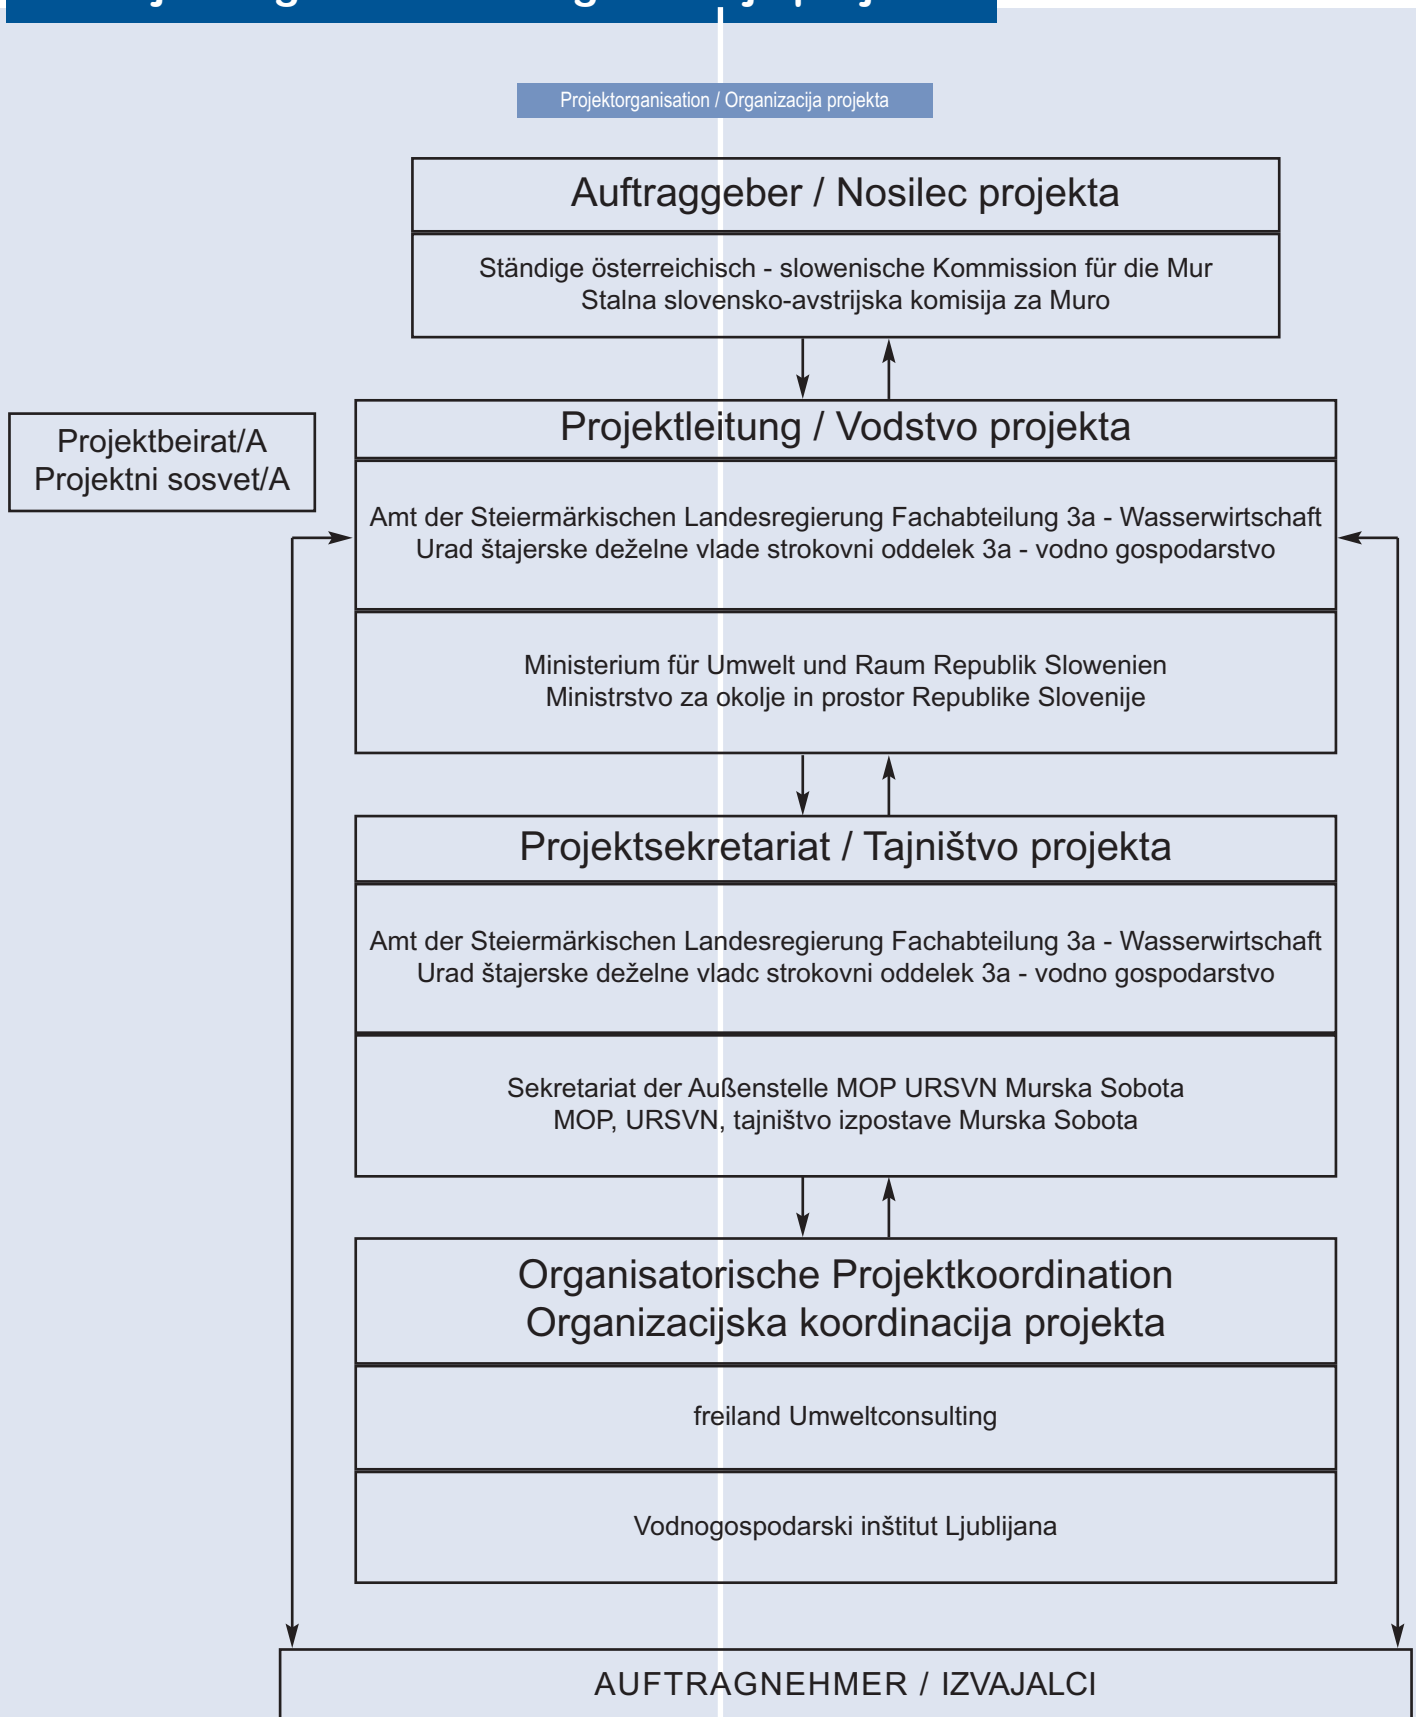 Projektorganisation / Organizacija projekta
Auftraggeber / Nosilec projekta
Ständige österreichisch - slowenische Kommission für die Mur
Stalna slovensko-avstrijska komisija za Muro
Projektbeirat/A
Projektni sosvet/A
Projektleitung / Vodstvo projekta
Amt der Steiermärkischen Landesregierung Fachabteilung 3a - Wasserwirtschaft
Urad štajerske deželne vlade strokovni oddelek 3a - vodno gospodarstvo
Ministerium für Umwelt und Raum Republik Slowenien
Ministrstvo za okolje in prostor Republike Slovenije
Projektsekretariat / Tajništvo projekta
Amt der Steiermärkischen Landesregierung Fachabteilung 3a - Wasserwirtschaft
Urad štajerske deželne vladc strokovni oddelek 3a - vodno gospodarstvo
Sekretariat der Außenstelle MOP URSVN Murska Sobota
MOP, URSVN, tajništvo izpostave Murska Sobota
Organisatorische Projektkoordination
Organizacijska koordinacija projekta
freiland Umweltconsulting
Vodnogospodarski inštitut Ljublijana
AUFTRAGNEHMER / IZVAJALCI